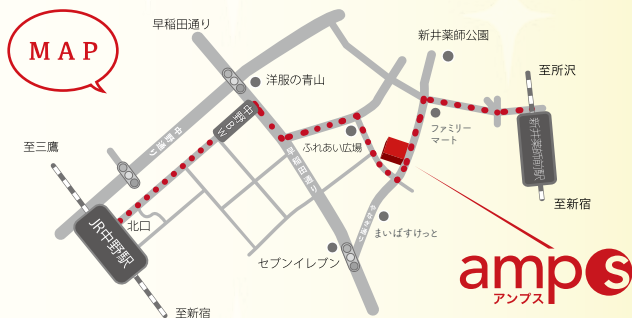 MAP
早稲田通り
新井薬師公園
至所沢
洋服の青山
中野BW
中野通り
ふれあい広場
ファミリー
マート
新井薬師前駅
至三鷹
早稲田通り
至新宿
北口
まいばすけっと
JR中野駅
セブンイレブン
amps
アンプス
至新宿